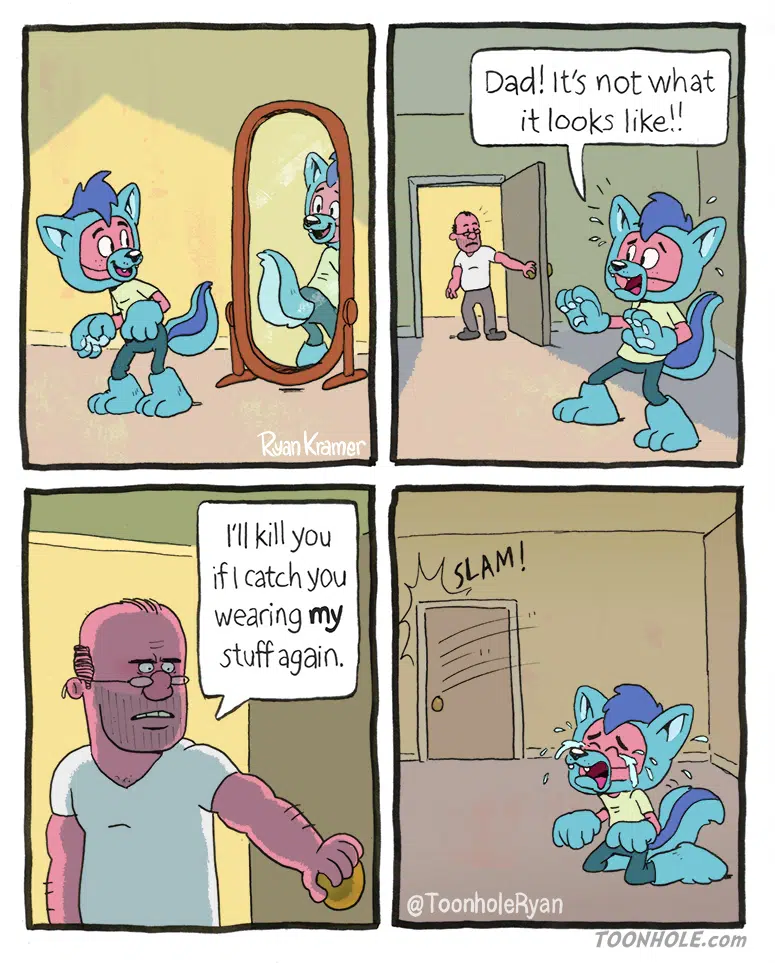 Ryan Kramer
Dad! It's not what
it looks like!!
I'll kill you
if I catch you
wearing my
stuff again.
SLAM!
@ToonholeRyan
TOONHOLE.com